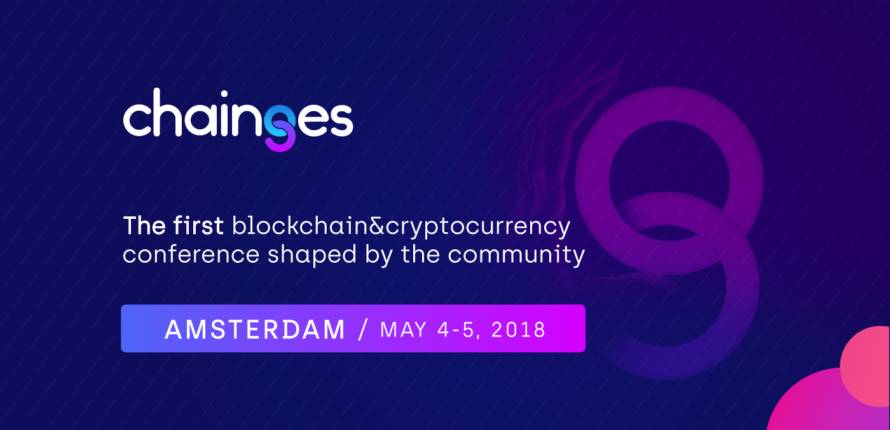 chainges
The first blockchain&cryptocurrency
conference shaped by the community
AMSTERDAM / MAY 4-5, 2018